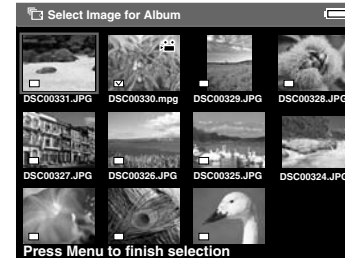 Select Image for Album
DSC00331.JPG DSC00330.mpg DSC00329.JPG DSC00328.JPG
DSC00327.JPG DSC00326.JPG DSC00325.JPG DSC00324.JPG
Press Menu to finish selection